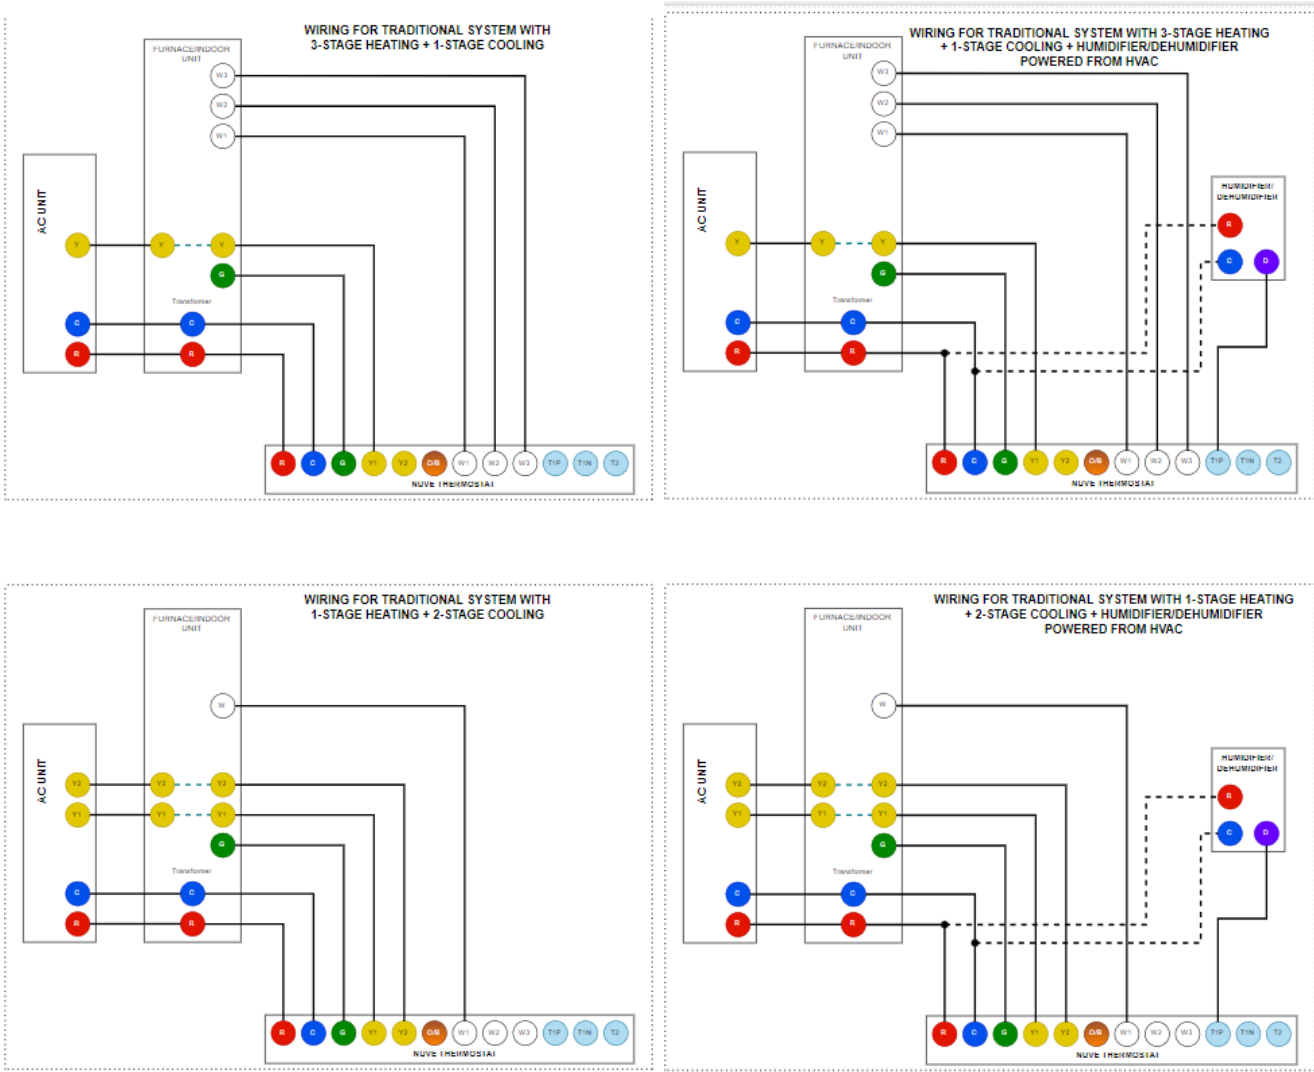 WIRING FOR TRADITIONAL SYSTEM WITH
3-STAGE HEATING + 1-STAGE COOLING
FURNACE/INDOOR
UNIT
W3
W2
W1
AC UNIT
Y Y Y
G
Transformer
C C
R R
R C G Y1 Y2 O/B W1 W2 W3 T1P T1N T2
NUVE THERMOSTAT
WIRING FOR TRADITIONAL SYSTEM WITH 3-STAGE HEATING
+ 1-STAGE COOLING + HUMIDIFIER/DEHUMIDIFIER
POWERED FROM HVAC
FURNACE/INDOOR
UNIT
W3
W2
W1
AC UNIT
HUMIDIFIER/
DEHUMIDIFIER
R
C D
Y Y Y
G
Transformer
C C
R R
R C G Y1 Y2 O/B W1 W2 W3 T1P T1N T2
NUVE THERMOSTAT
WIRING FOR TRADITIONAL SYSTEM WITH
1-STAGE HEATING + 2-STAGE COOLING
FURNACE/INDOOR
UNIT
W
AC UNIT
Y2 Y2 Y2
Y1 Y1 Y1
G
Transformer
C C
R R
R C G Y1 Y2 O/B W1 W2 W3 T1P T1N T2
NUVE THERMOSTAT
WIRING FOR TRADITIONAL SYSTEM WITH 1-STAGE HEATING
+ 2-STAGE COOLING + HUMIDIFIER/DEHUMIDIFIER
POWERED FROM HVAC
FURNACE/INDOOR
UNIT
W
AC UNIT
HUMIDIFIER/
DEHUMIDIFIER
R
C D
Y2 Y2 Y2
Y1 Y1 Y1
G
Transformer
C C
R R
R C G Y1 Y2 O/B W1 W2 W3 T1P T1N T2
NUVE THERMOSTAT